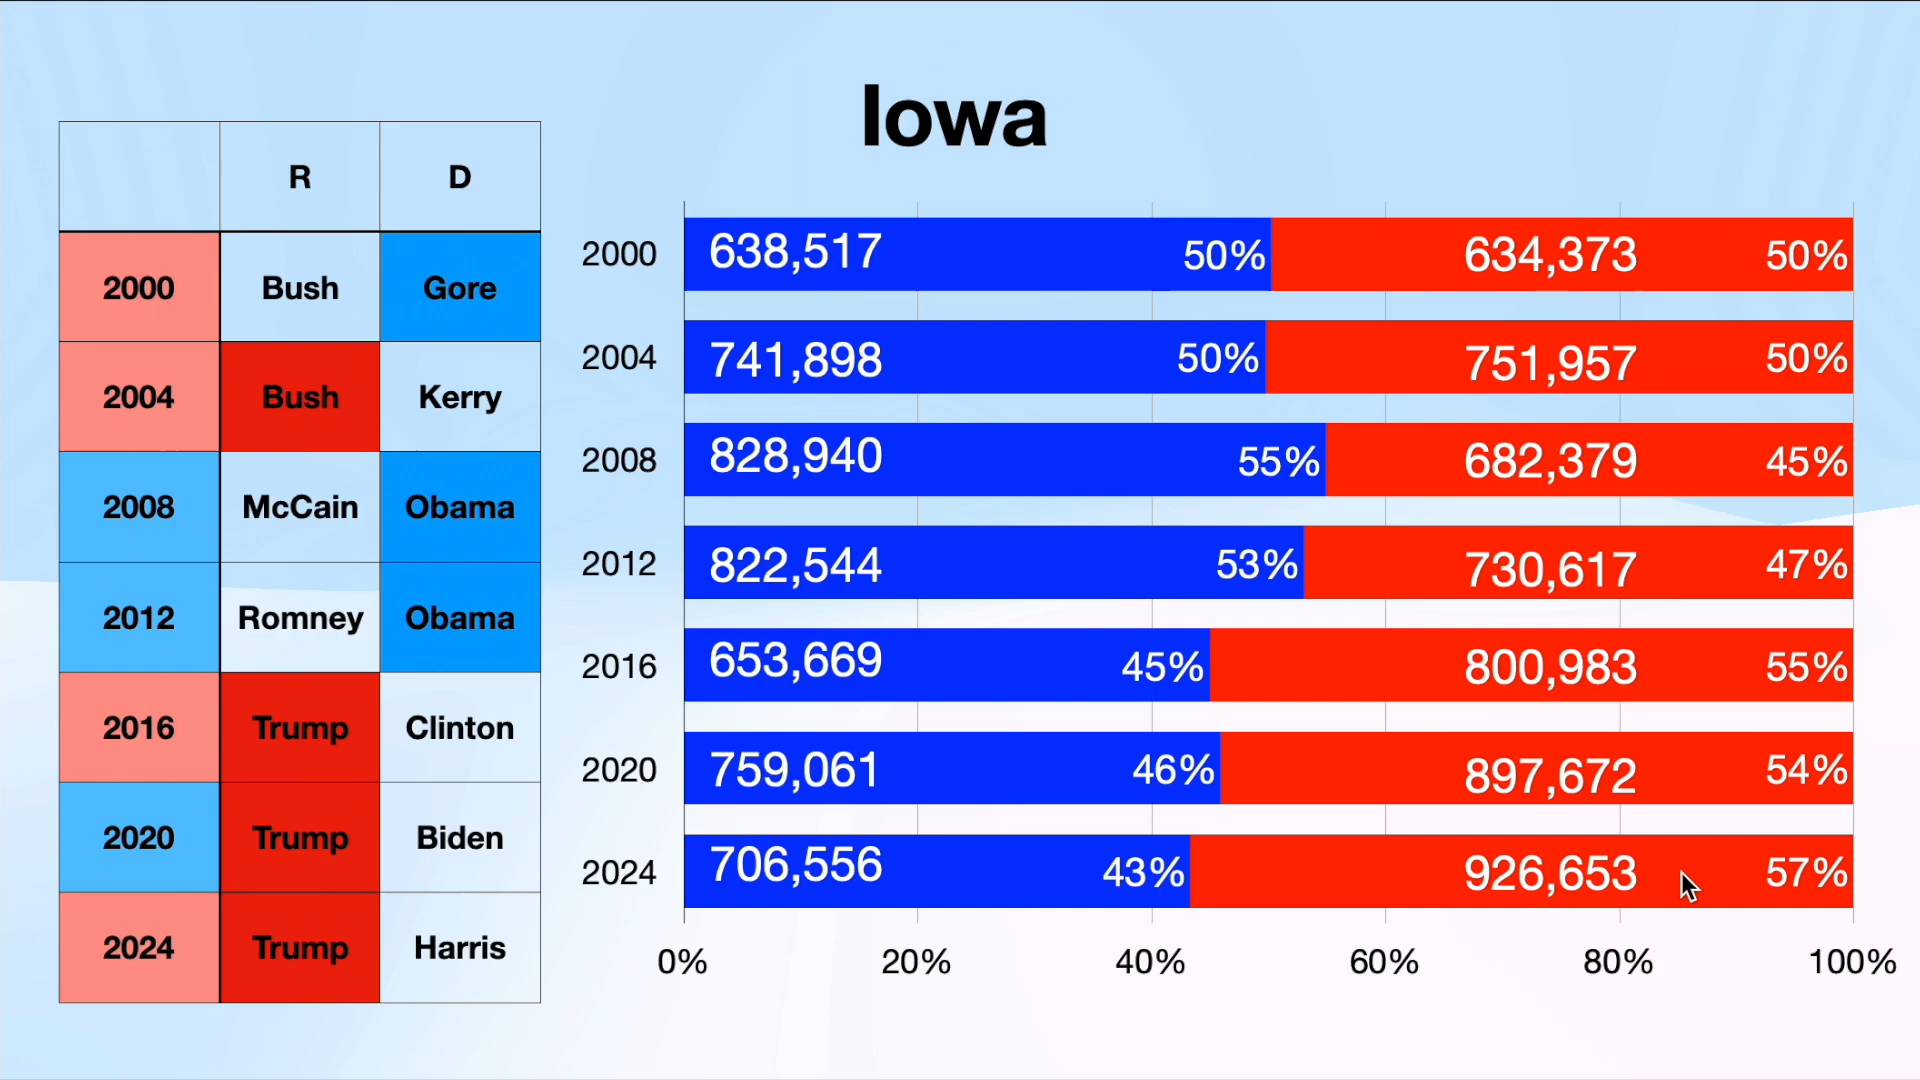 Iowa
R D
2000 Bush Gore
2004 Bush Kerry
2008 McCain Obama
2012 Romney Obama
2016 Trump Clinton
2020 Trump Biden
2024 Trump Harris
2000 638,517 50% 634,373 50%
2004 741,898 50% 751,957 50%
2008 828,940 55% 682,379 45%
2012 822,544 53% 730,617 47%
2016 653,669 45% 800,983 55%
2020 759,061 46% 897,672 54%
2024 706,556 43% 926,653 57%
0% 20% 40% 60% 80% 100%